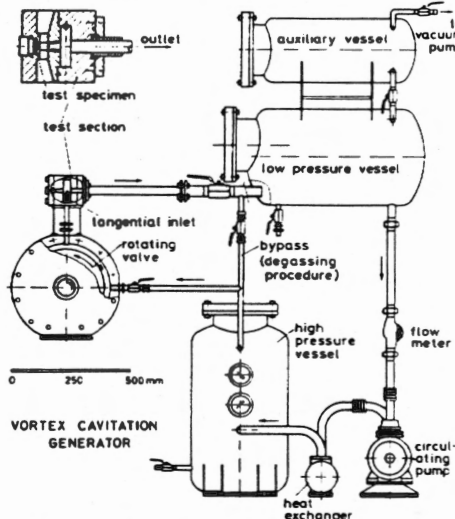 outlet
auxiliary vessel
vacuum
pump
test specimen
test section
low pressure vessel
tangential inlet
rotating
valve
bypass
(degassing
procedure)
high
pressure
vessel
flow
meter
0 250 500mm
VORTEX CAVITATION
GENERATOR
circul-
ating
pump
heat
exchanger